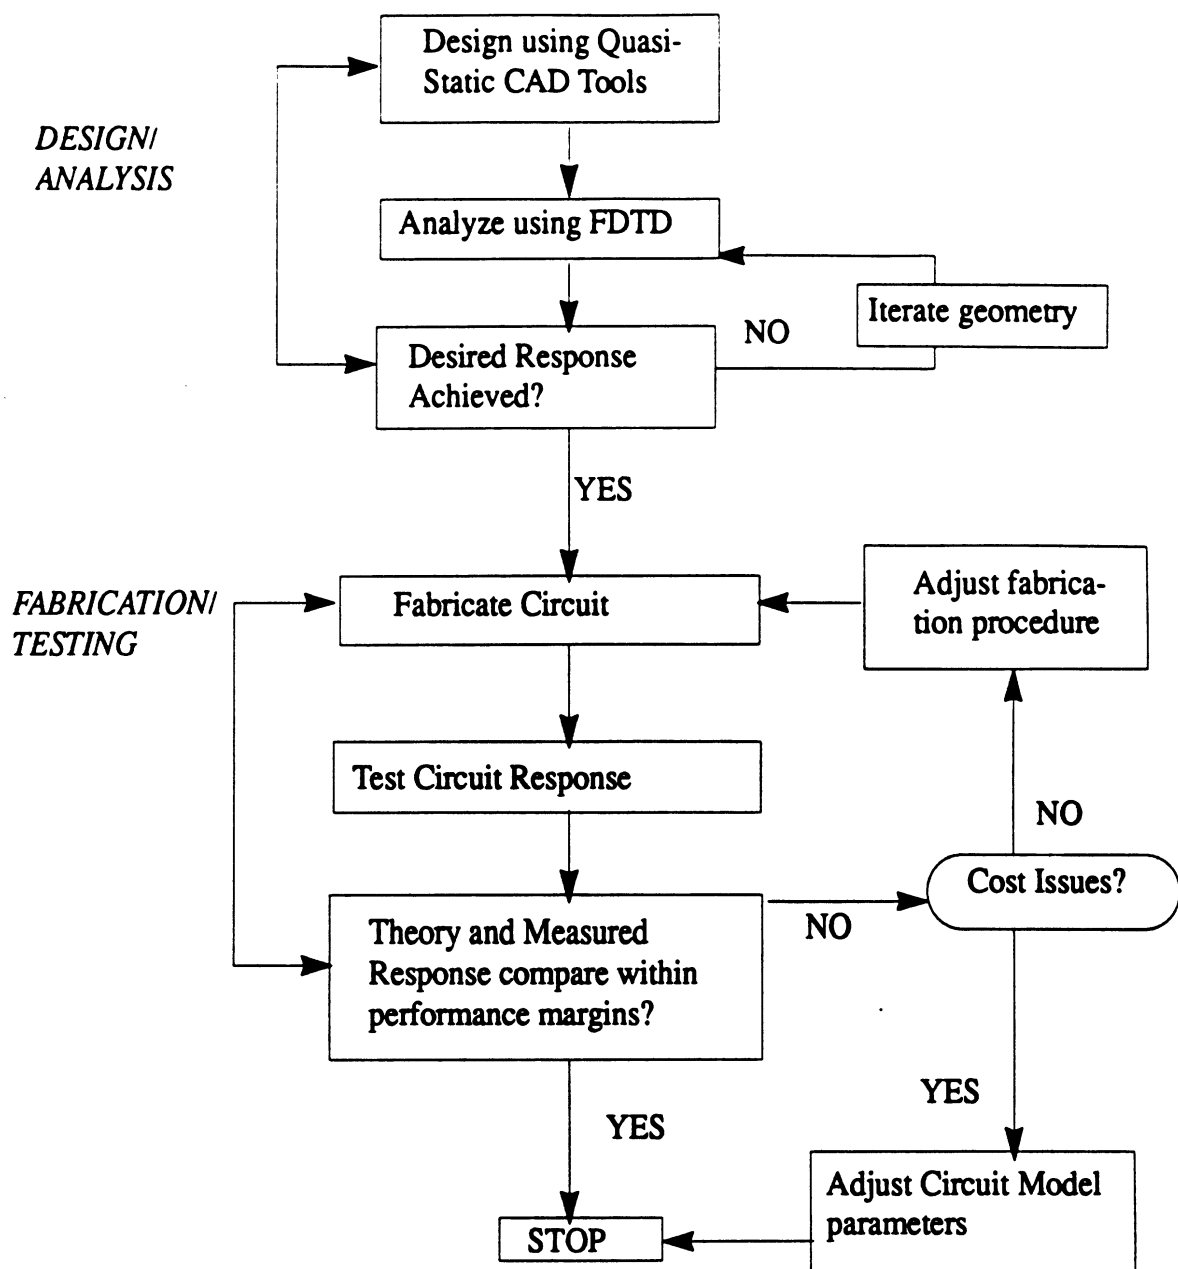 Design using Quasi-
Static CAD Tools
DESIGN/
ANALYSIS
Analyze using FDTD
Iterate geometry
NO
Desired Response
Achieved?
YES
Adjust fabrica-
tion procedure
FABRICATION/
TESTING
Fabricate Circuit
Test Circuit Response
NO
Cost Issues?
NO
Theory and Measured
Response compare within
performance margins?
YES
YES
Adjust Circuit Model
parameters
STOP